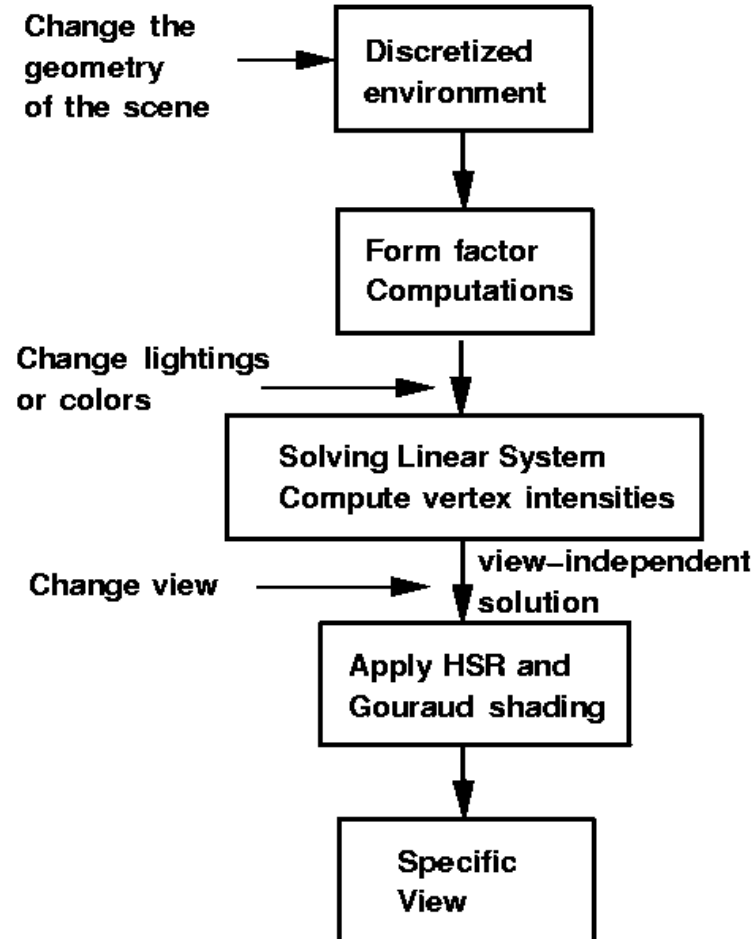 Change the
geometry
of the scene
Discretized
environment
Form factor
Computations
Change lightings
or colors
Solving Linear System
Compute vertex intensities
view-independent
solution
Change view
Apply HSR and
Gouraud shading
Specific
View